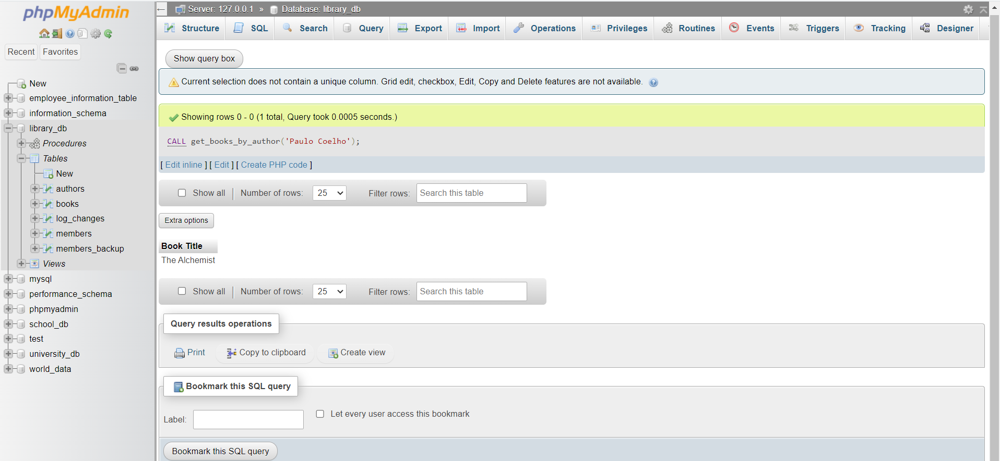 phpMyAdmin
Recent Favorites
New
employee_information_table
information_schema
library_db
Procedures
Tables
New
authors
books
log_changes
members
members_backup
Views
mysql
performance_schema
phpmyadmin
school_db
test
university_db
world_data
Server: 127.0.0.1 » Database: library_db
Structure SQL Search Query Export Import Operations Privileges Routines Events Triggers Tracking Designer
Show query box
Current selection does not contain a unique column. Grid edit, checkbox, Edit, Copy and Delete features are not available.
Showing rows 0 - 0 (1 total, Query took 0.0005 seconds.)
CALL get_books_by_author('Paulo Coelho');
[ Edit inline ] [ Edit ] [ Create PHP code ]
Show all Number of rows: 25 Filter rows: Search this table
Extra options
Book Title
The Alchemist
Show all Number of rows: 25 Filter rows: Search this table
Query results operations
Print Copy to clipboard Create view
Bookmark this SQL query
Label: Let every user access this bookmark
Bookmark this SQL query